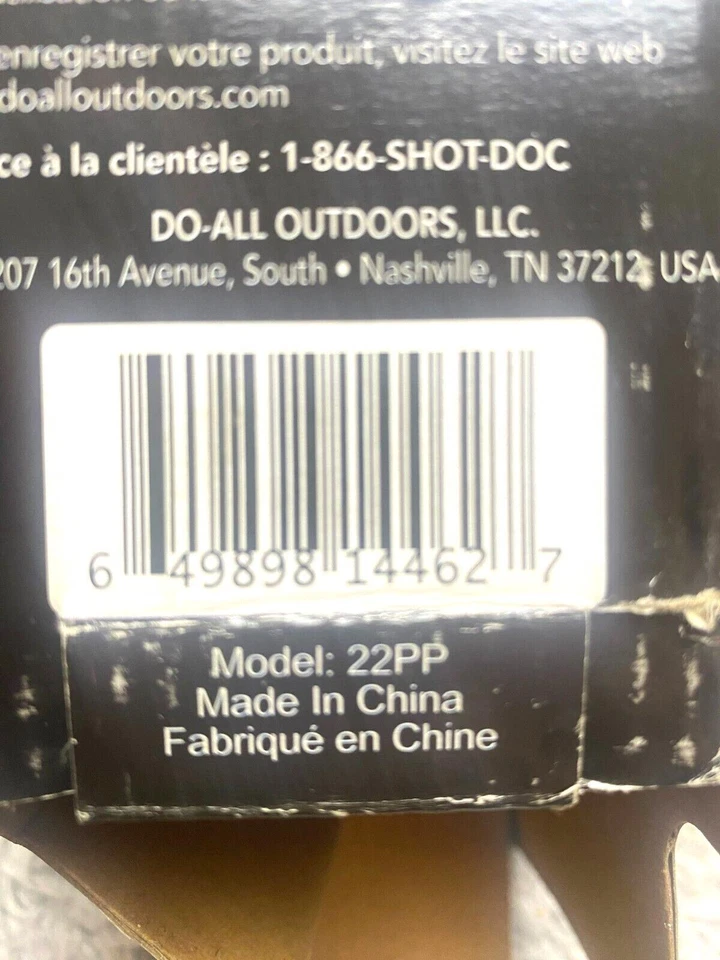 enregistrer votre produit, visitez le site web
doalloutdoors.com
ce à la clientèle : 1-866-SHOT-DOC
DO-ALL OUTDOORS, LLC.
207 16th Avenue, South • Nashville, TN 37212, USA
6 49898 14462 7
Model: 22PP
Made In China
Fabriqué en Chine